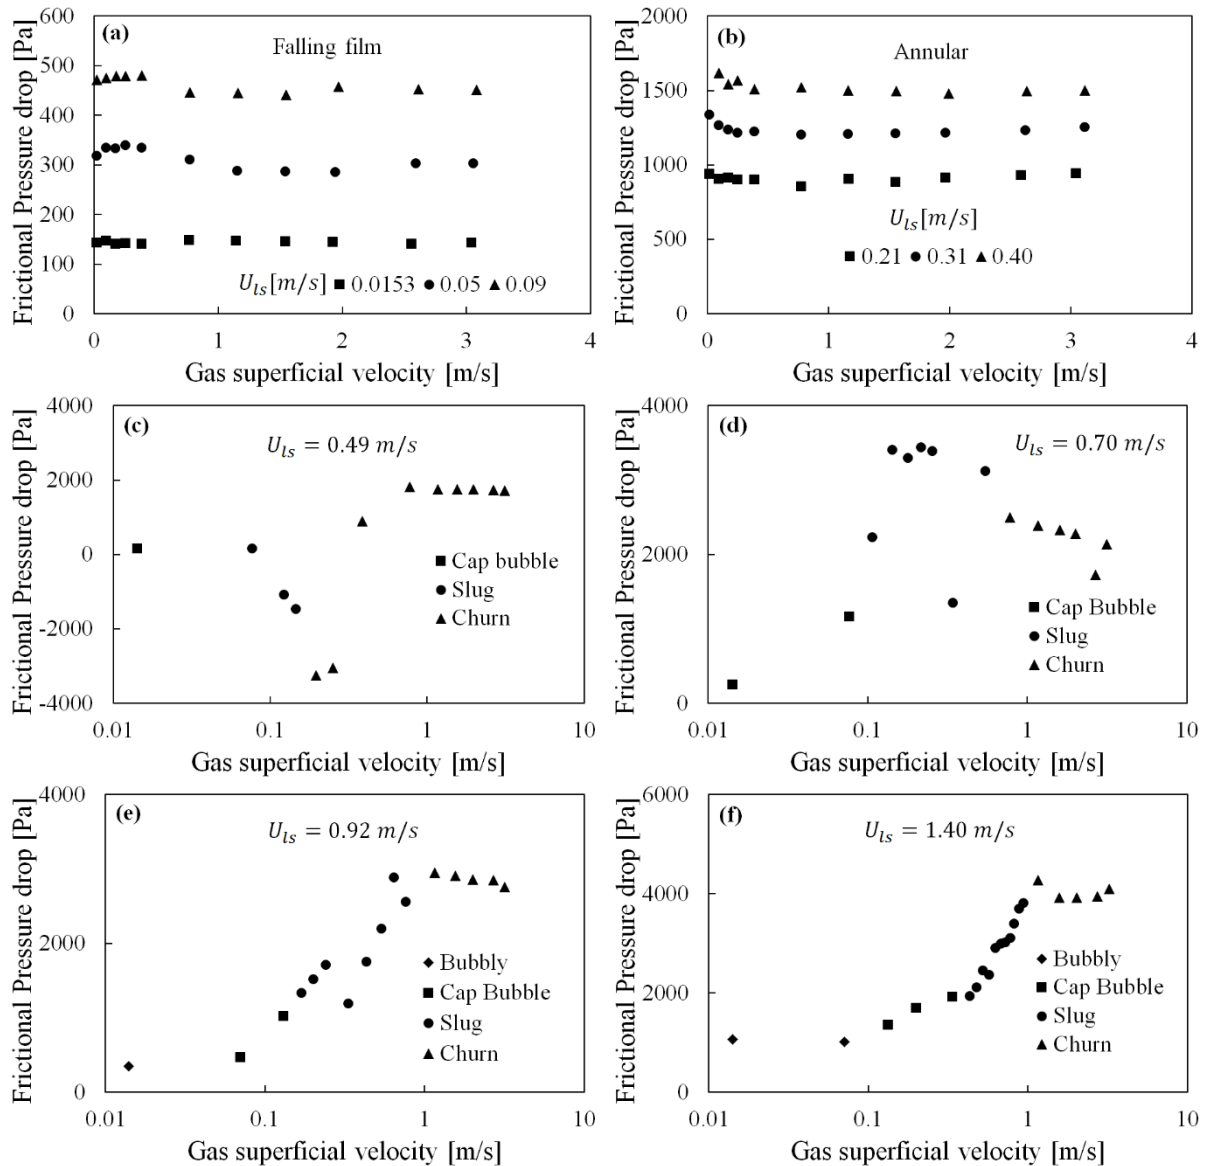 (a)
Falling film
Frictional Pressure drop [Pa]
600
500
400
300
200
100
0
U_ls[m/s] ■ 0.0153 ● 0.05 ▲ 0.09
0 1 2 3 4
Gas superficial velocity [m/s]
(b)
Annular
Frictional Pressure drop [Pa]
2000
1500
1000
500
0
U_ls[m/s]
■ 0.21 ● 0.31 ▲ 0.40
0 1 2 3 4
Gas superficial velocity [m/s]
(c)
U_ls = 0.49 m/s
Frictional Pressure drop [Pa]
4000
2000
0
-2000
-4000
■ Cap bubble
● Slug
▲ Churn
0.01 0.1 1 10
Gas superficial velocity [m/s]
(d)
U_ls = 0.70 m/s
Frictional Pressure drop [Pa]
4000
2000
0
■ Cap Bubble
● Slug
▲ Churn
0.01 0.1 1 10
Gas superficial velocity [m/s]
(e)
U_ls = 0.92 m/s
Frictional Pressure drop [Pa]
4000
2000
0
◆ Bubbly
■ Cap Bubble
● Slug
▲ Churn
0.01 0.1 1 10
Gas superficial velocity [m/s]
(f)
U_ls = 1.40 m/s
Frictional Pressure drop [Pa]
6000
4000
2000
0
◆ Bubbly
■ Cap Bubble
● Slug
▲ Churn
0.01 0.1 1 10
Gas superficial velocity [m/s]